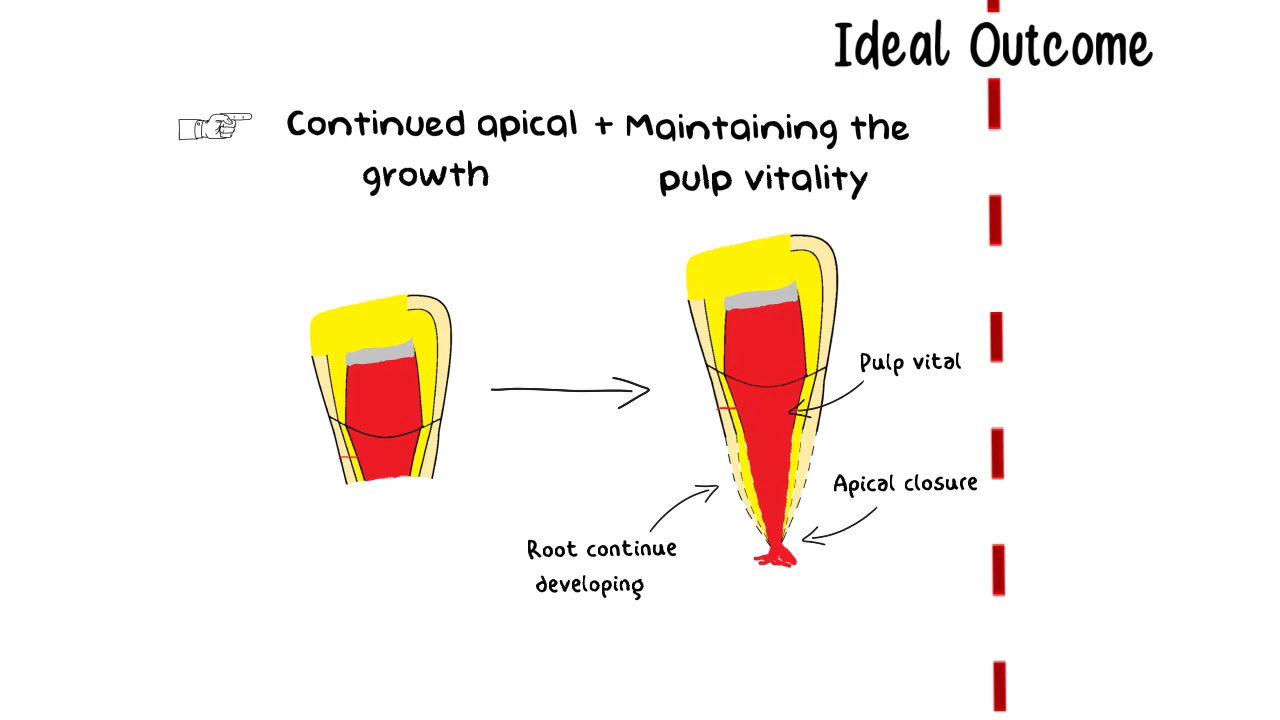 Ideal Outcome
Continued apical + Maintaining the
growth pulp vitality
Pulp vital
Apical closure
Root continue
developing